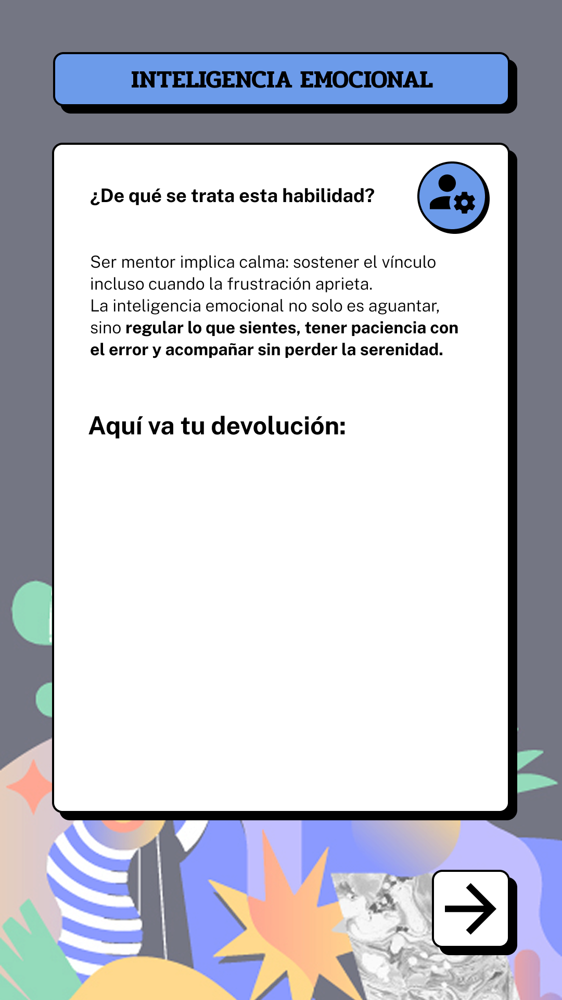 INTELIGENCIA EMOCIONAL
¿De qué se trata esta habilidad?
Ser mentor implica calma: sostener el vínculo
incluso cuando la frustración aprieta.
La inteligencia emocional no solo es aguantar,
sino regular lo que sientes, tener paciencia con
el error y acompañar sin perder la serenidad.
Aquí va tu devolución: